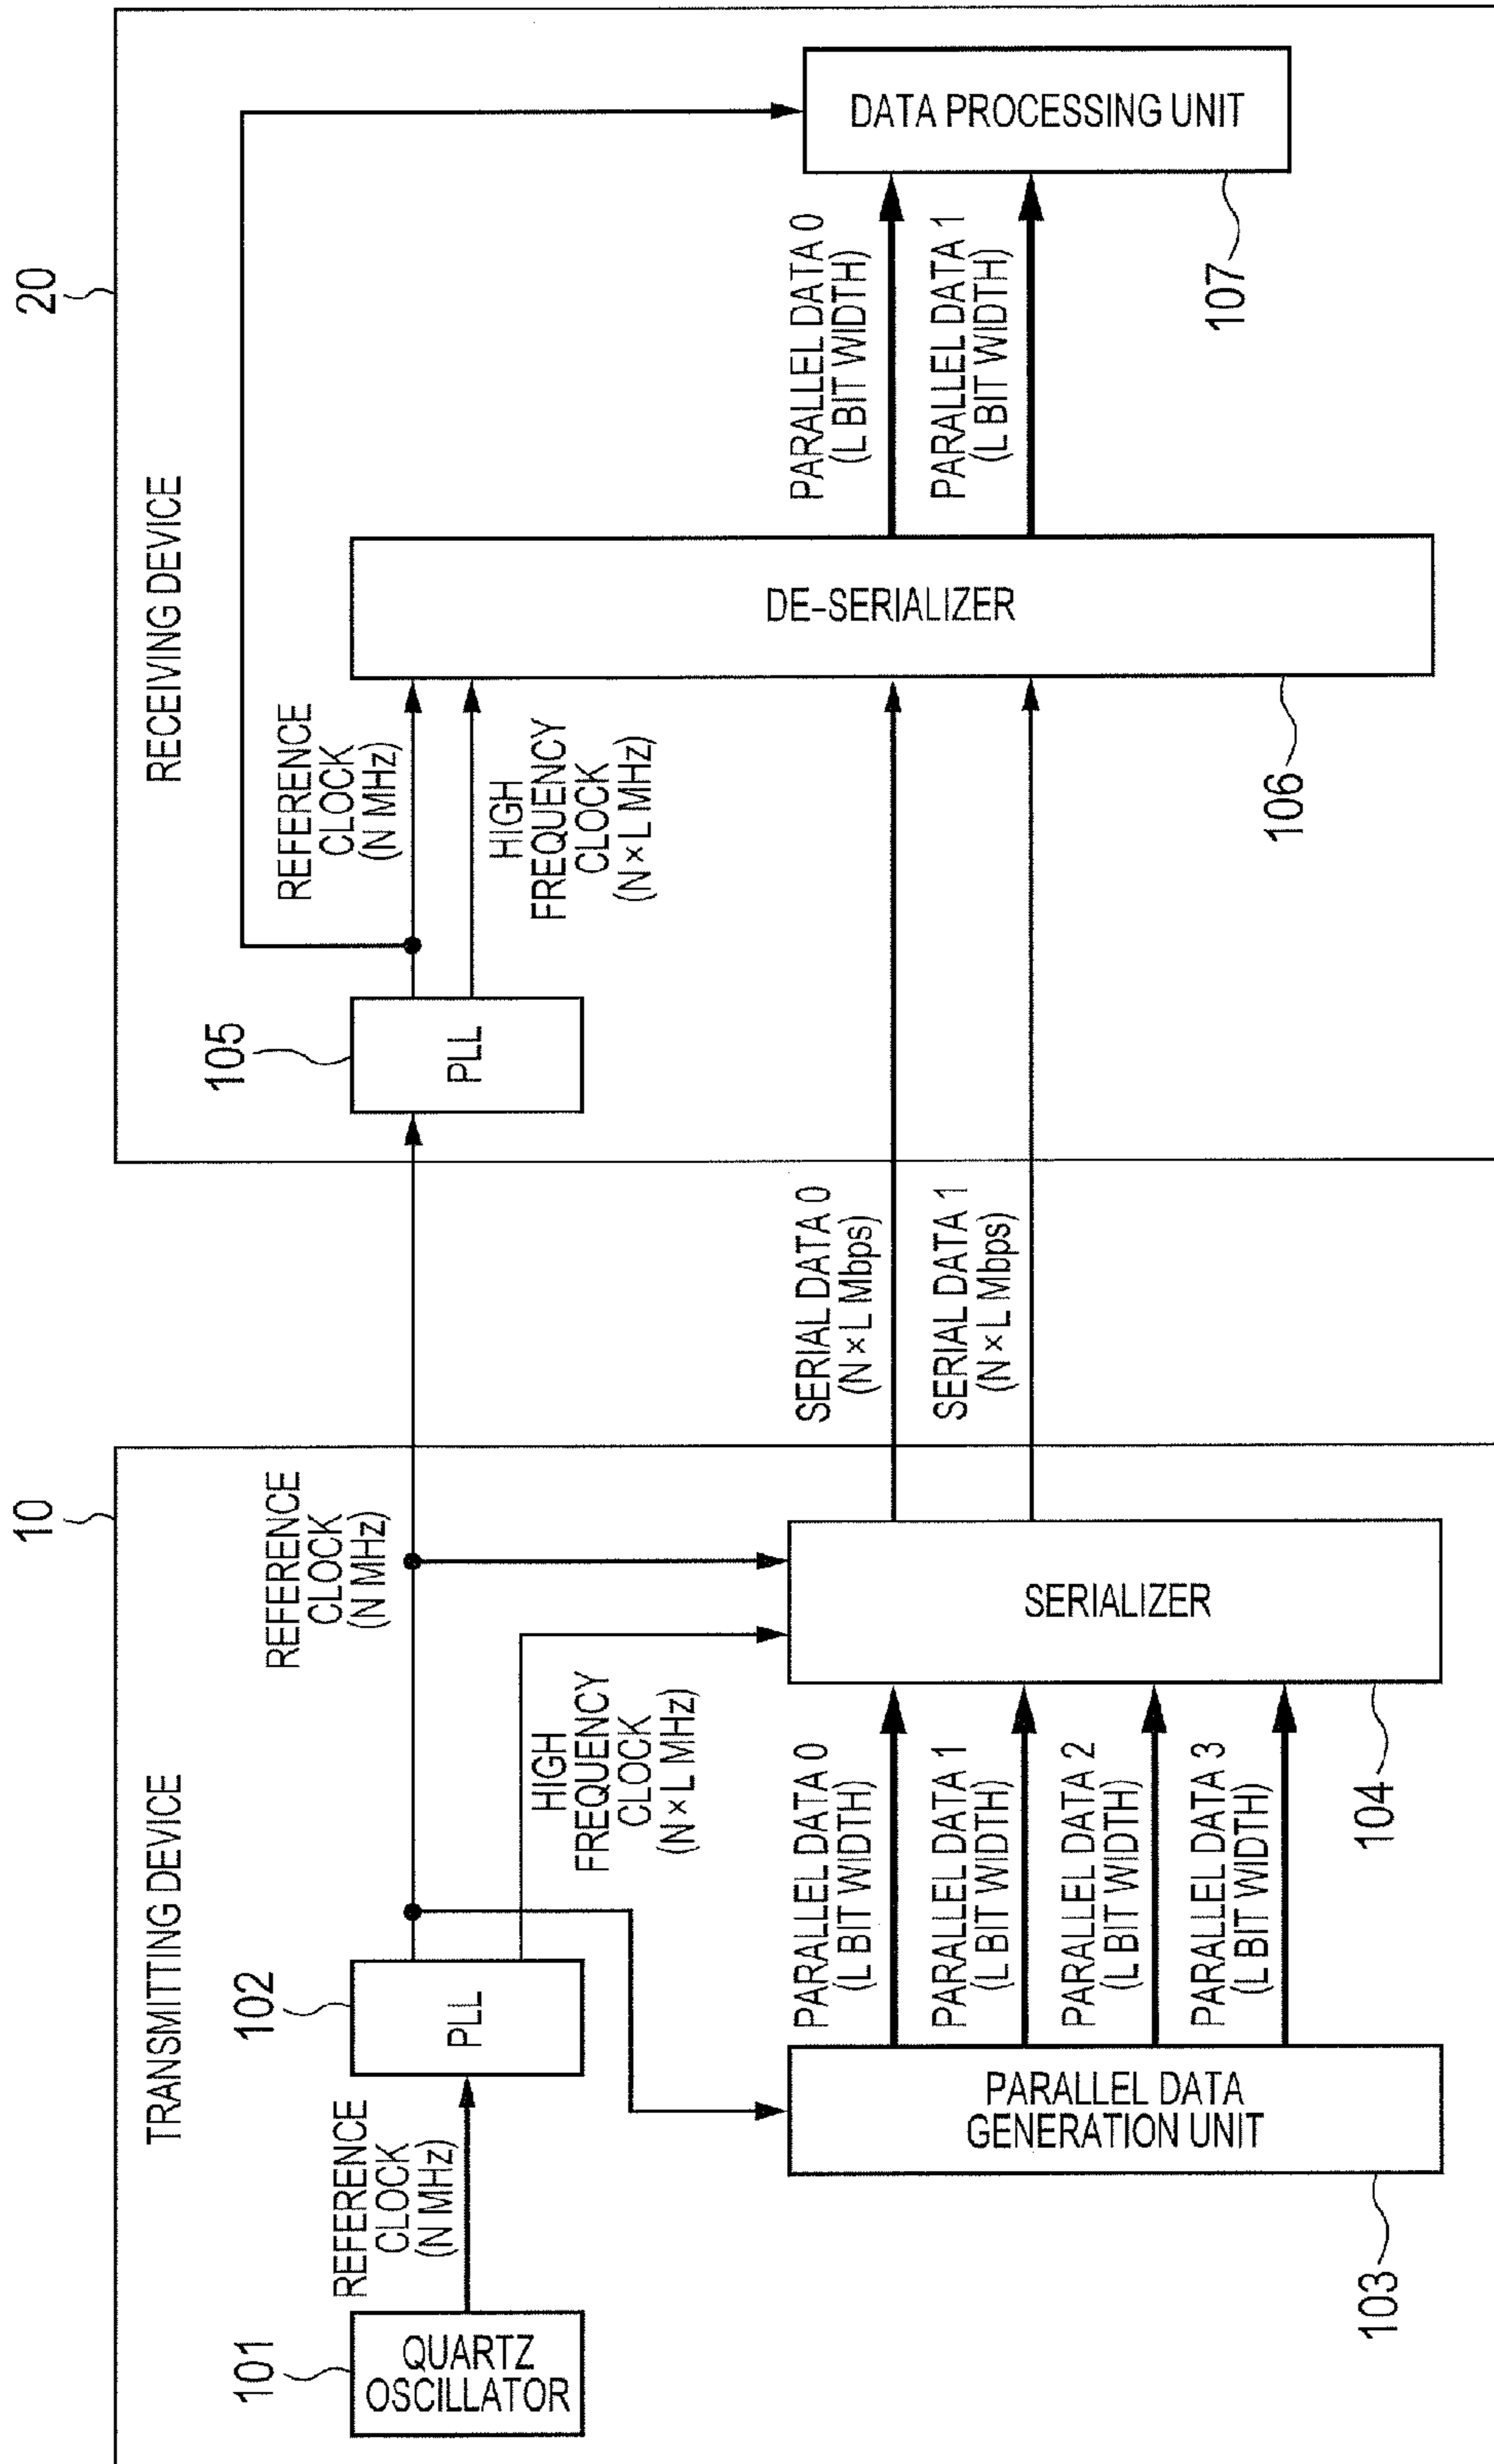 10
20
TRANSMITTING DEVICE
101
QUARTZ
OSCILLATOR
REFERENCE
CLOCK
(N MHz)
102
PLL
REFERENCE
CLOCK
(N MHz)
HIGH
FREQUENCY
CLOCK
(N×L MHz)
PARALLEL DATA
GENERATION UNIT
103
PARALLEL DATA 0
(L BIT WIDTH)
PARALLEL DATA 1
(L BIT WIDTH)
PARALLEL DATA 2
(L BIT WIDTH)
PARALLEL DATA 3
(L BIT WIDTH)
SERIALIZER
104
SERIAL DATA 0
(N×L Mbps)
SERIAL DATA 1
(N×L Mbps)
RECEIVING DEVICE
105
PLL
REFERENCE
CLOCK
(N MHz)
HIGH
FREQUENCY
CLOCK
(N×L MHz)
DE-SERIALIZER
106
PARALLEL DATA 0
(L BIT WIDTH)
PARALLEL DATA 1
(L BIT WIDTH)
DATA PROCESSING UNIT
107